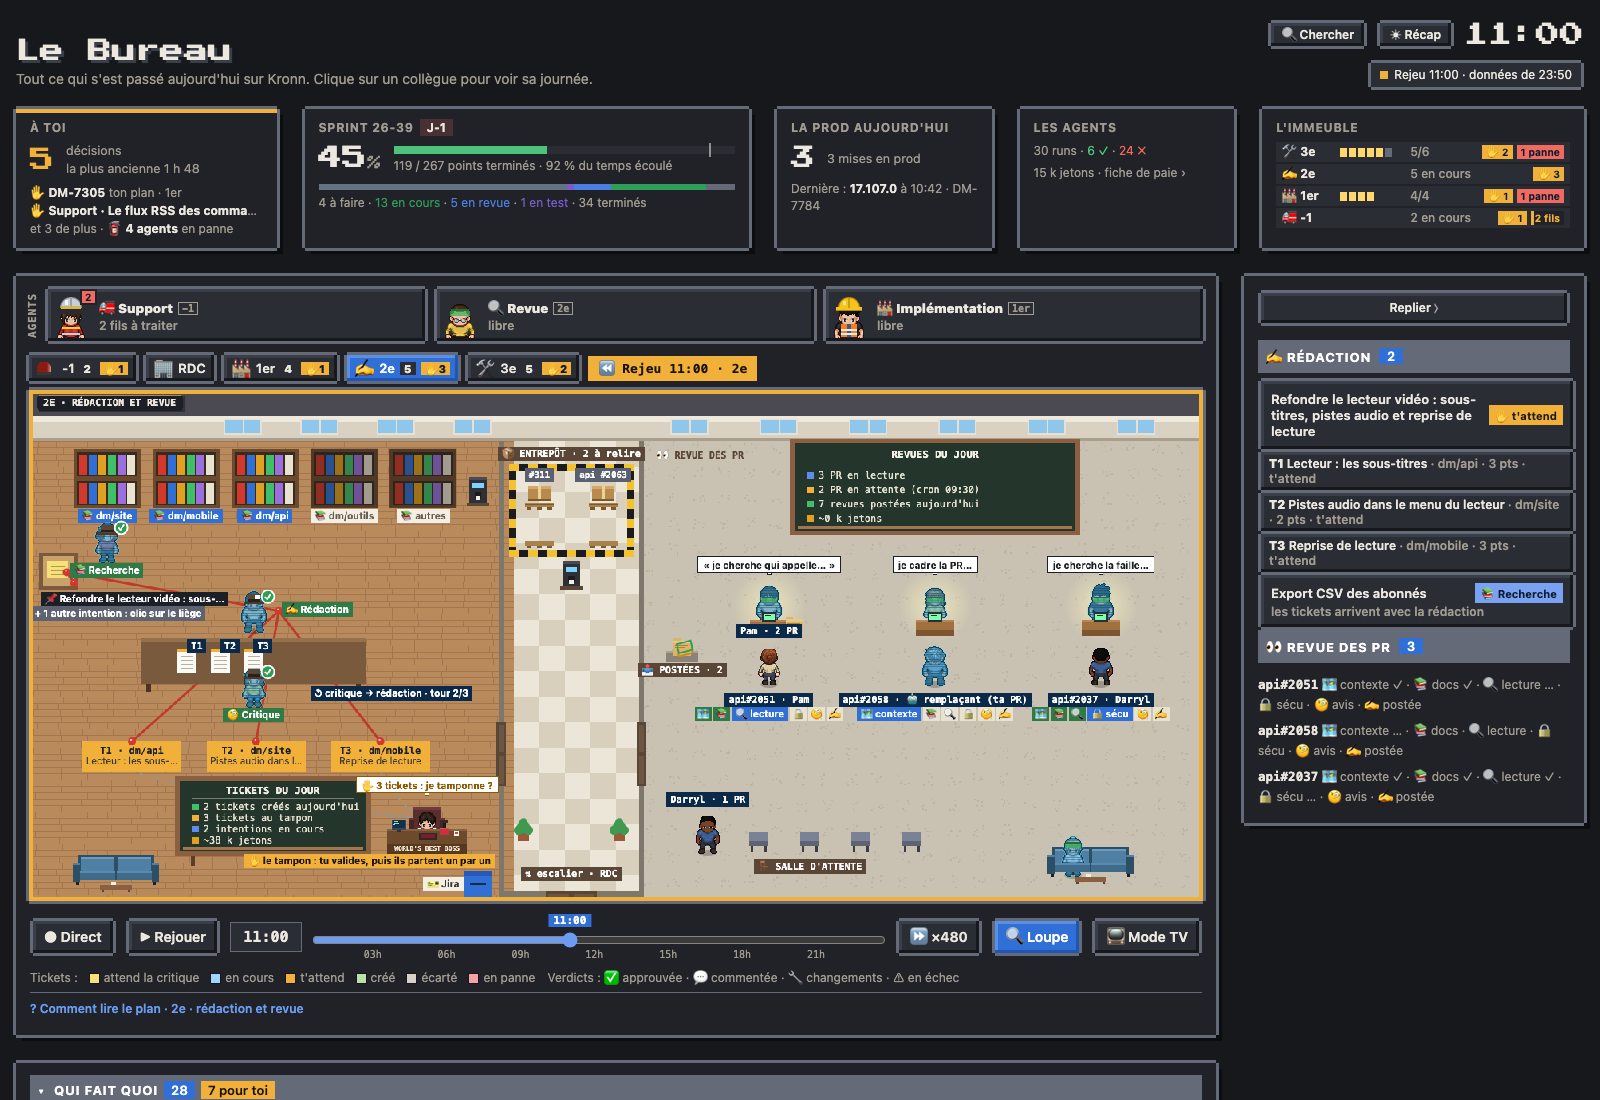 Le Bureau
Tout ce qui s'est passé aujourd'hui sur Kronn. Clique sur un collègue pour voir sa journée.
Chercher
Récap
11:00
Rejeu 11:00 · données de 23:50
À TOI
5 décisions
la plus ancienne 1 h 48
DM-7305 ton plan · 1er
Support · Le flux RSS des comma...
et 3 de plus · 4 agents en panne
SPRINT 26-39 J-1
45%
119 / 267 points terminés · 92 % du temps écoulé
4 à faire · 13 en cours · 5 en revue · 1 en test · 34 terminés
LA PROD AUJOURD'HUI
3 3 mises en prod
Dernière : 17.107.0 à 10:42 · DM-
7784
LES AGENTS
30 runs · 6 ✓ · 24 ✕
15 k jetons · fiche de paie ›
L'IMMEUBLE
3e 5/6 2 1 panne
2e 5 en cours 3
1er 4/4 1 1 panne
-1 2 en cours 1 2 fils
AGENTS
2
Support -1
2 fils à traiter
Revue 2e
libre
Implémentation 1er
libre
-1 2 1
RDC
1er 4 1
2e 5 3
3e 5 2
Rejeu 11:00 · 2e
2E · RÉDACTION ET REVUE
dm/site
dm/mobile
dm/api
dm/outils
autres
Recherche
Refondre le lecteur vidéo : sous-...
+ 1 autre intention : clic sur le liège
Rédaction
T1
T2
T3
critique → rédaction · tour 2/3
Critique
T1 · dm/api
Lecteur : les sous-...
T2 · dm/site
Pistes audio dans l...
T3 · dm/mobile
Reprise de lecture
TICKETS DU JOUR
2 tickets créés aujourd'hui
3 tickets au tampon
2 intentions en cours
~38 k jetons
3 tickets : je tamponne ?
WORLD'S BEST BOSS
le tampon : tu valides, puis ils partent un par un
Jira
ENTREPÔT · 2 à relire
#311
api #2063
escalier · RDC
REVUE DES PR
REVUES DU JOUR
3 PR en lecture
2 PR en attente (cron 09:30)
7 revues postées aujourd'hui
~0 k jetons
« je cherche qui appelle... »
je cadre la PR...
je cherche la faille...
Pam · 2 PR
POSTÉES · 2
api#2051 · Pam
api#2058 · remplaçant (ta PR)
api#2037 · Darryl
lecture
contexte
sécu
Darryl · 1 PR
SALLE D'ATTENTE
Direct
Rejouer
11:00
11:00
03h
06h
09h
12h
15h
18h
21h
×480
Loupe
Mode TV
Tickets : attend la critique en cours t'attend créé écarté en panne Verdicts : approuvée · commentée · changements · en échec
? Comment lire le plan · 2e · rédaction et revue
QUI FAIT QUOI 28 7 pour toi
Replier ›
RÉDACTION 2
Refondre le lecteur vidéo : sous-
titres, pistes audio et reprise de
lecture
t'attend
T1 Lecteur : les sous-titres · dm/api · 3 pts ·
t'attend
T2 Pistes audio dans le menu du lecteur · dm/site
· 2 pts · t'attend
T3 Reprise de lecture · dm/mobile · 3 pts ·
t'attend
Export CSV des abonnés
Recherche
les tickets arrivent avec la rédaction
REVUE DES PR 3
api#2051 contexte ✓ · docs ✓ · lecture ... ·
sécu · avis · postée
api#2058 contexte ... · docs · lecture ·
sécu · avis · postée
api#2037 contexte ✓ · docs ✓ · lecture ✓ ·
sécu ... · avis · postée